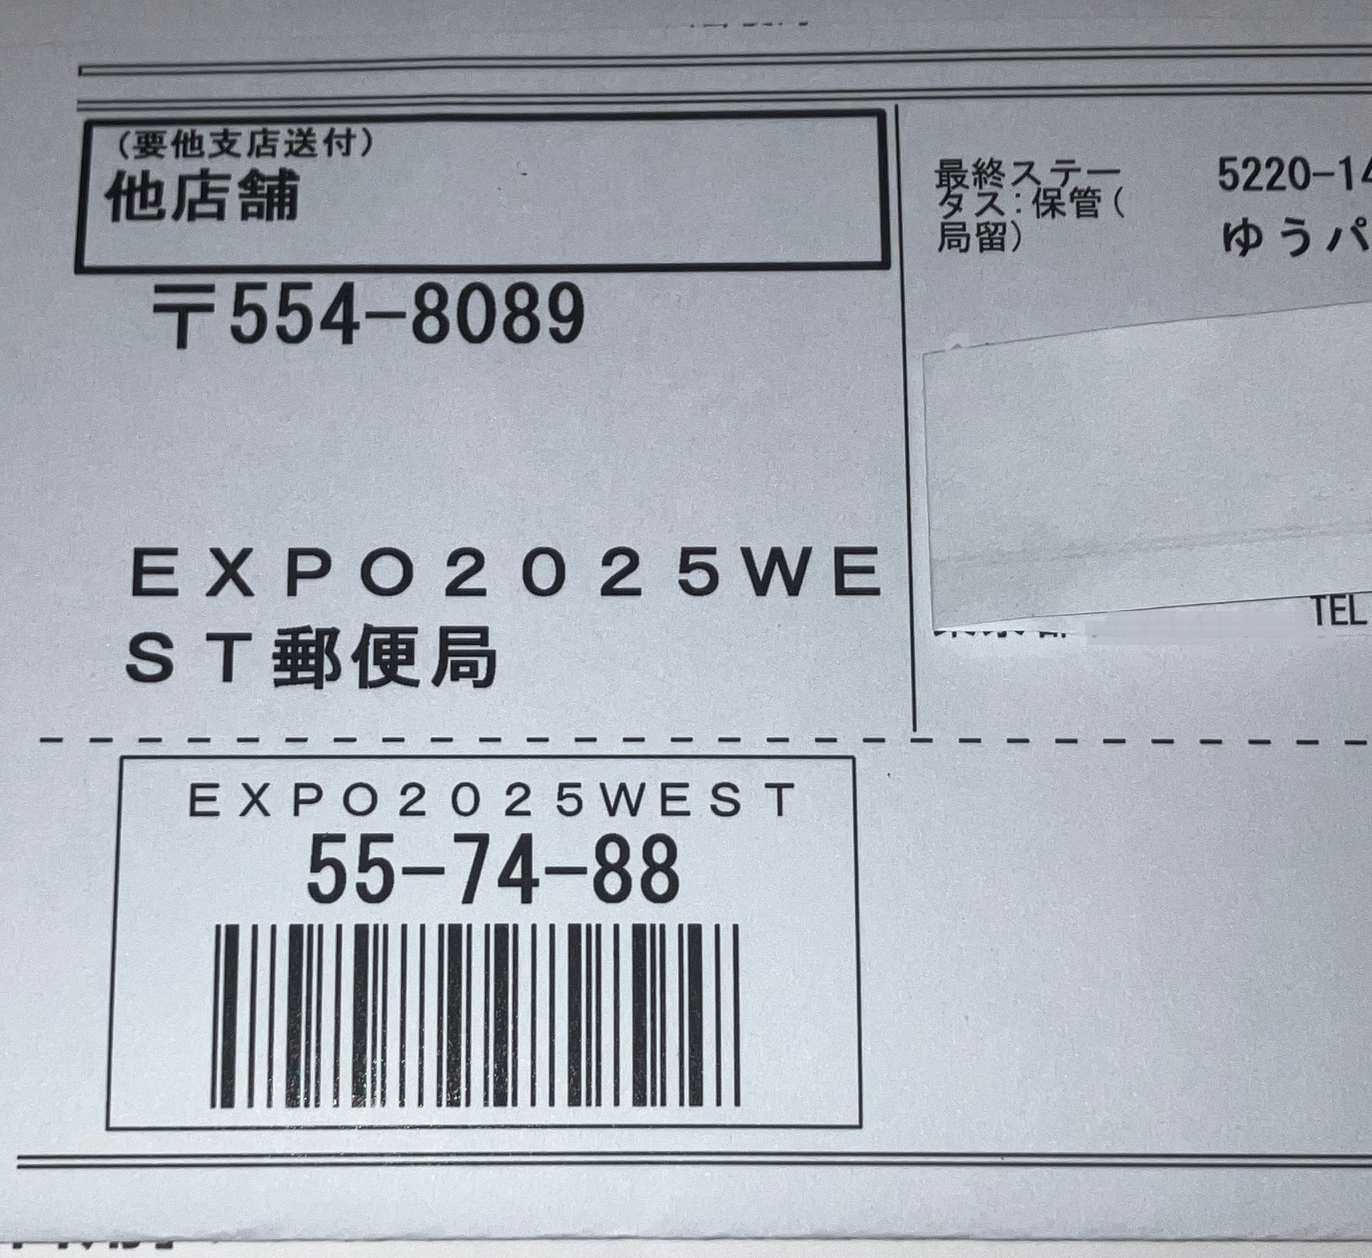 （要他支店送付）
他店舗
〒554-8089
ＥＸＰＯ２０２５ＷＥ
ＳＴ郵便局
最終ステー
タス：保管（
局留）
5220-14
ゆうパ
TEL
ＥＸＰＯ２０２５ＷＥＳＴ
55-74-88